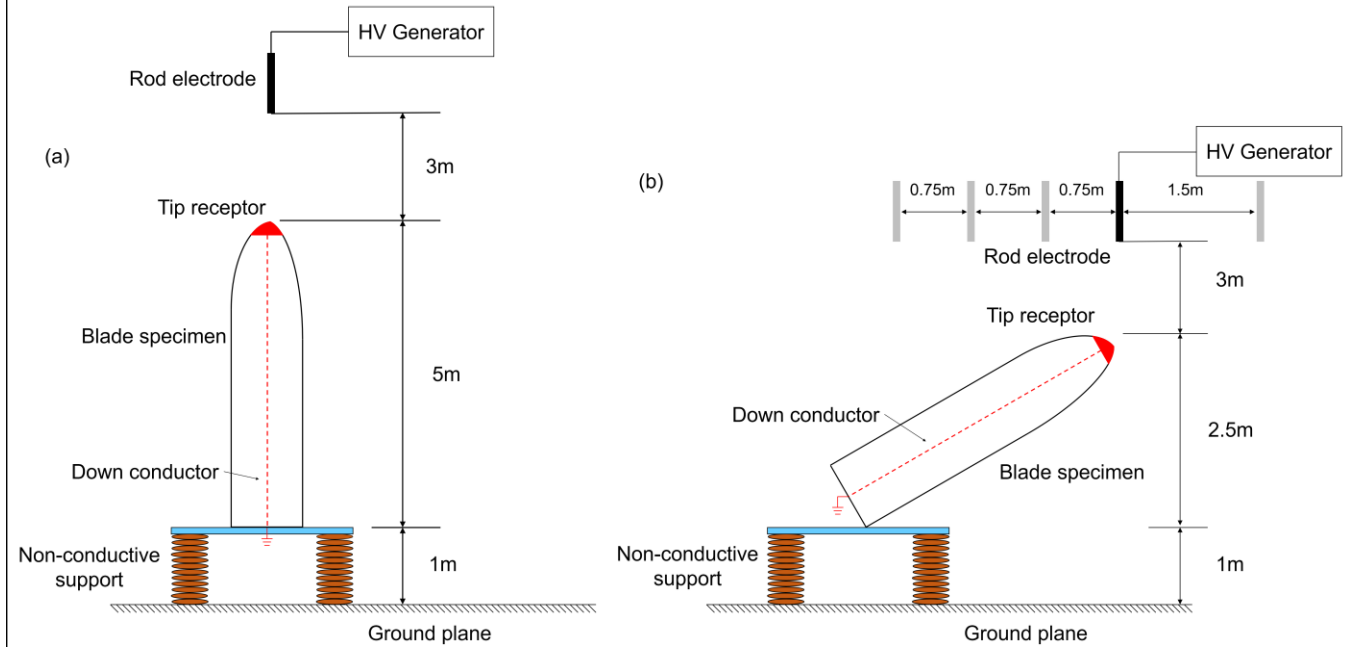 HV Generator
Rod electrode
(a)
3m
Tip receptor
Blade specimen
5m
Down conductor
Non-conductive
support
1m
Ground plane
HV Generator
(b)
0.75m 0.75m 0.75m 1.5m
Rod electrode
3m
Tip receptor
Down conductor
2.5m
Blade specimen
Non-conductive
support
1m
Ground plane